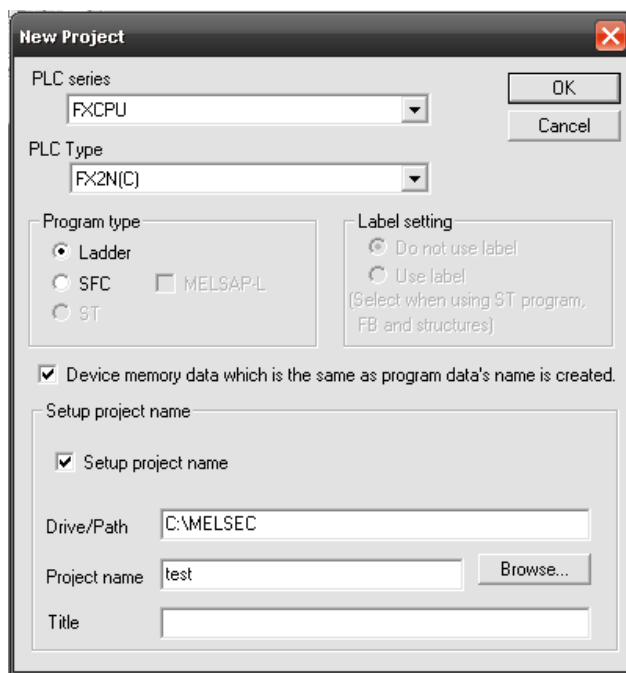 New Project
PLC series
FXCPU
OK
Cancel
PLC Type
FX2N(C)
Program type
Ladder
SFC
MELSAP-L
ST
Label setting
Do not use label
Use label
(Select when using ST program,
FB and structures)
Device memory data which is the same as program data's name is created.
Setup project name
Setup project name
Drive/Path
C:\MELSEC
Project name
test
Browse...
Title